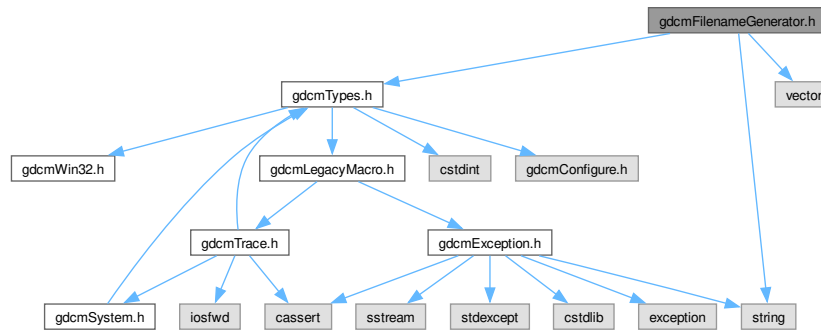 gdcmFilenameGenerator.h
gdcmTypes.h
vector
gdcmWin32.h
gdcmLegacyMacro.h
cstdint
gdcmConfigure.h
gdcmTrace.h
gdcmException.h
gdcmSystem.h
iosfwd
cassert
sstream
stdexcept
cstdlib
exception
string